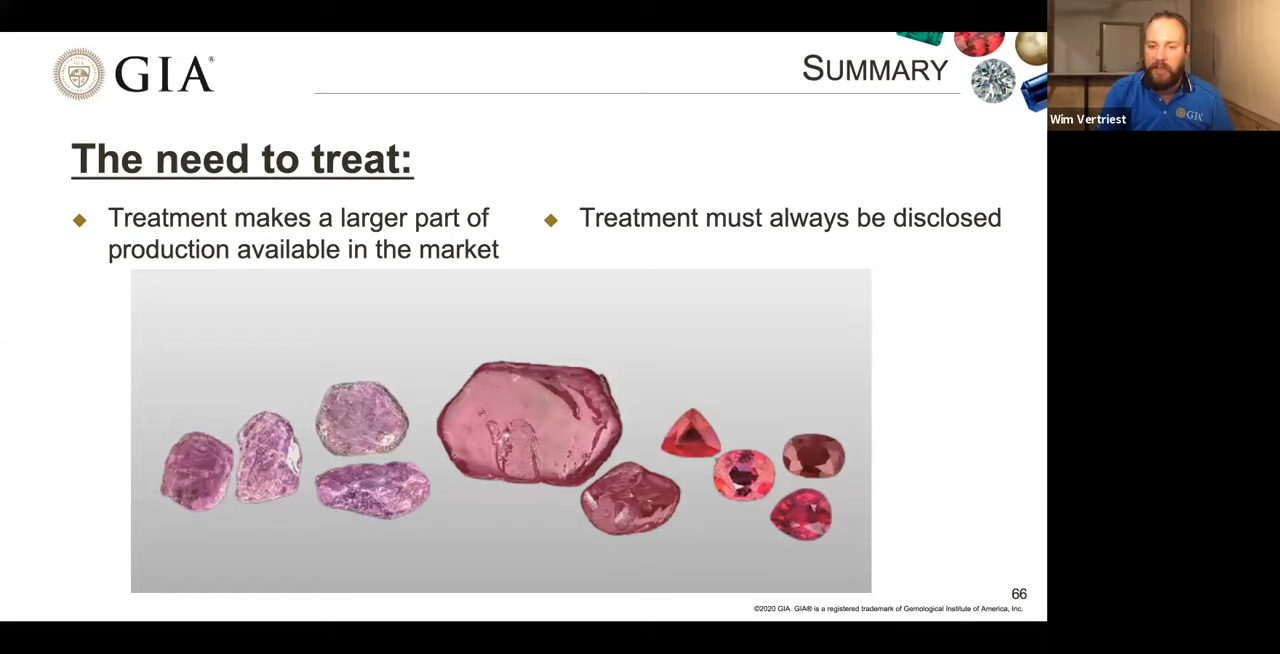 GIA®
SUMMARY
Wim Vertriest
GIA
The need to treat:
Treatment makes a larger part of
production available in the market
Treatment must always be disclosed
66
©2020 GIA. GIA® is a registered trademark of Gemological Institute of America, Inc.